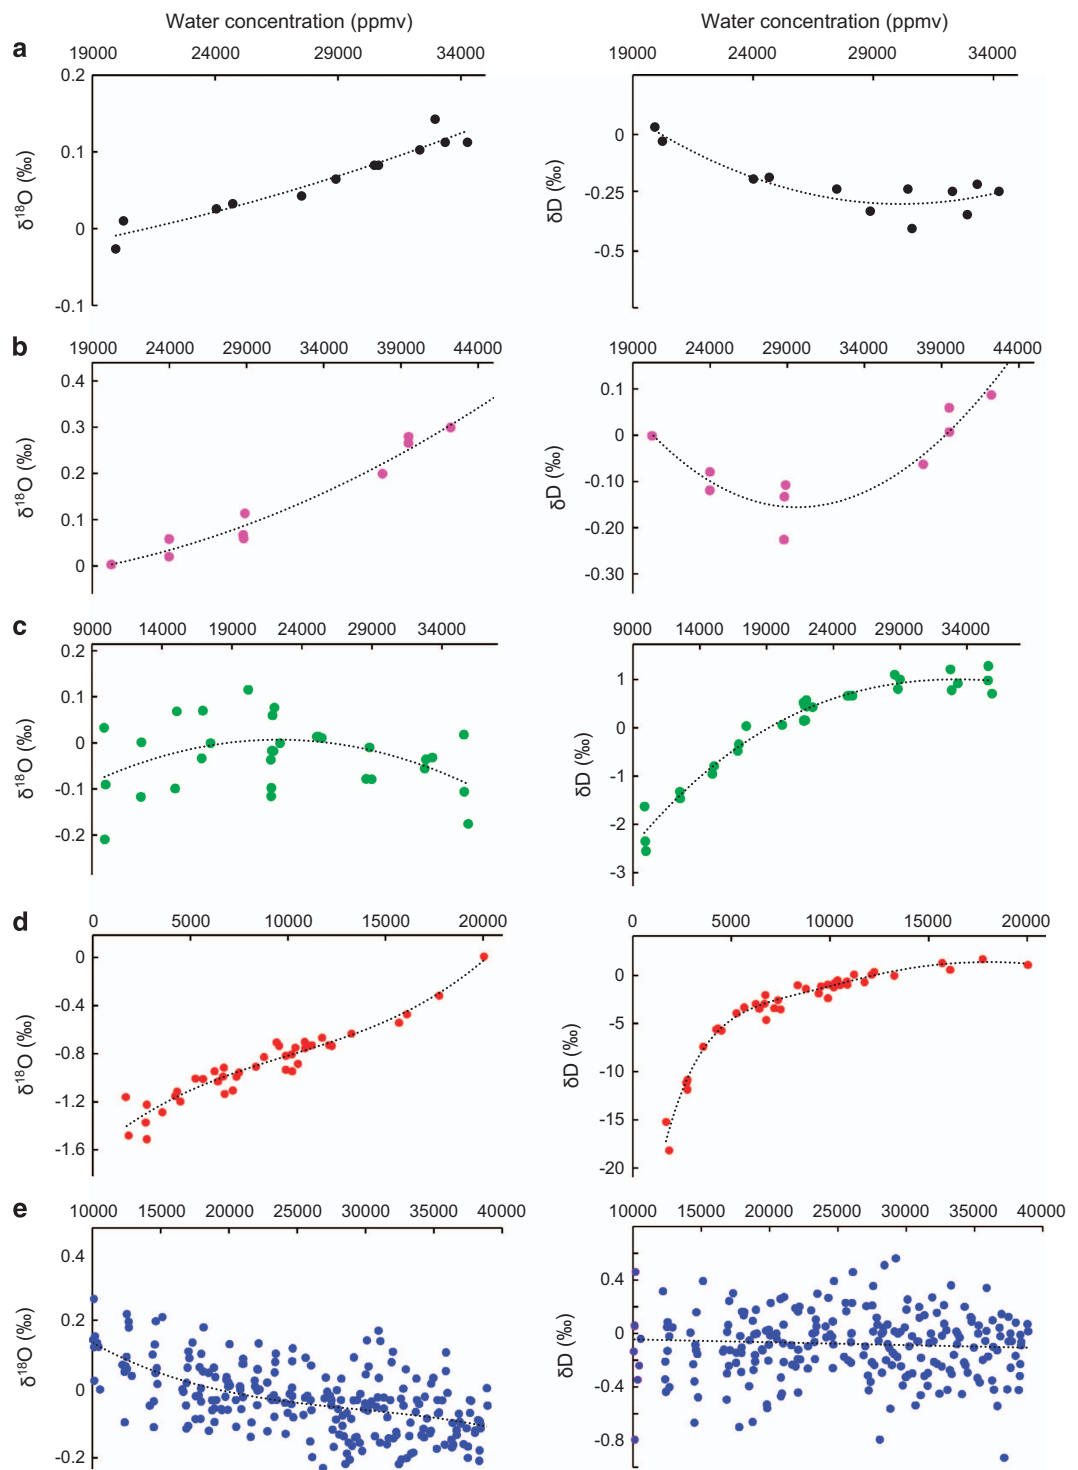 Water concentration (ppmv) Water concentration (ppmv)
a
19000 24000 29000 34000 19000 24000 29000 34000
0.2
0.1
0
-0.1
δ18O (‰)
0
-0.25
-0.5
δD (‰)
b
19000 24000 29000 34000 39000 44000 19000 24000 29000 34000 39000 44000
0.4
0.3
0.2
0.1
0
δ18O (‰)
0.1
0
-0.10
-0.20
-0.30
δD (‰)
c
9000 14000 19000 24000 29000 34000 9000 14000 19000 24000 29000 34000
0.2
0.1
0
-0.1
-0.2
δ18O (‰)
1
0
-1
-2
-3
δD (‰)
d
0 5000 10000 15000 20000 0 5000 10000 15000 20000
0
-0.4
-0.8
-1.2
-1.6
δ18O (‰)
0
-5
-10
-15
-20
δD (‰)
e
10000 15000 20000 25000 30000 35000 40000 10000 15000 20000 25000 30000 35000 40000
0.4
0.2
0
-0.2
δ18O (‰)
0.4
0
-0.4
-0.8
δD (‰)